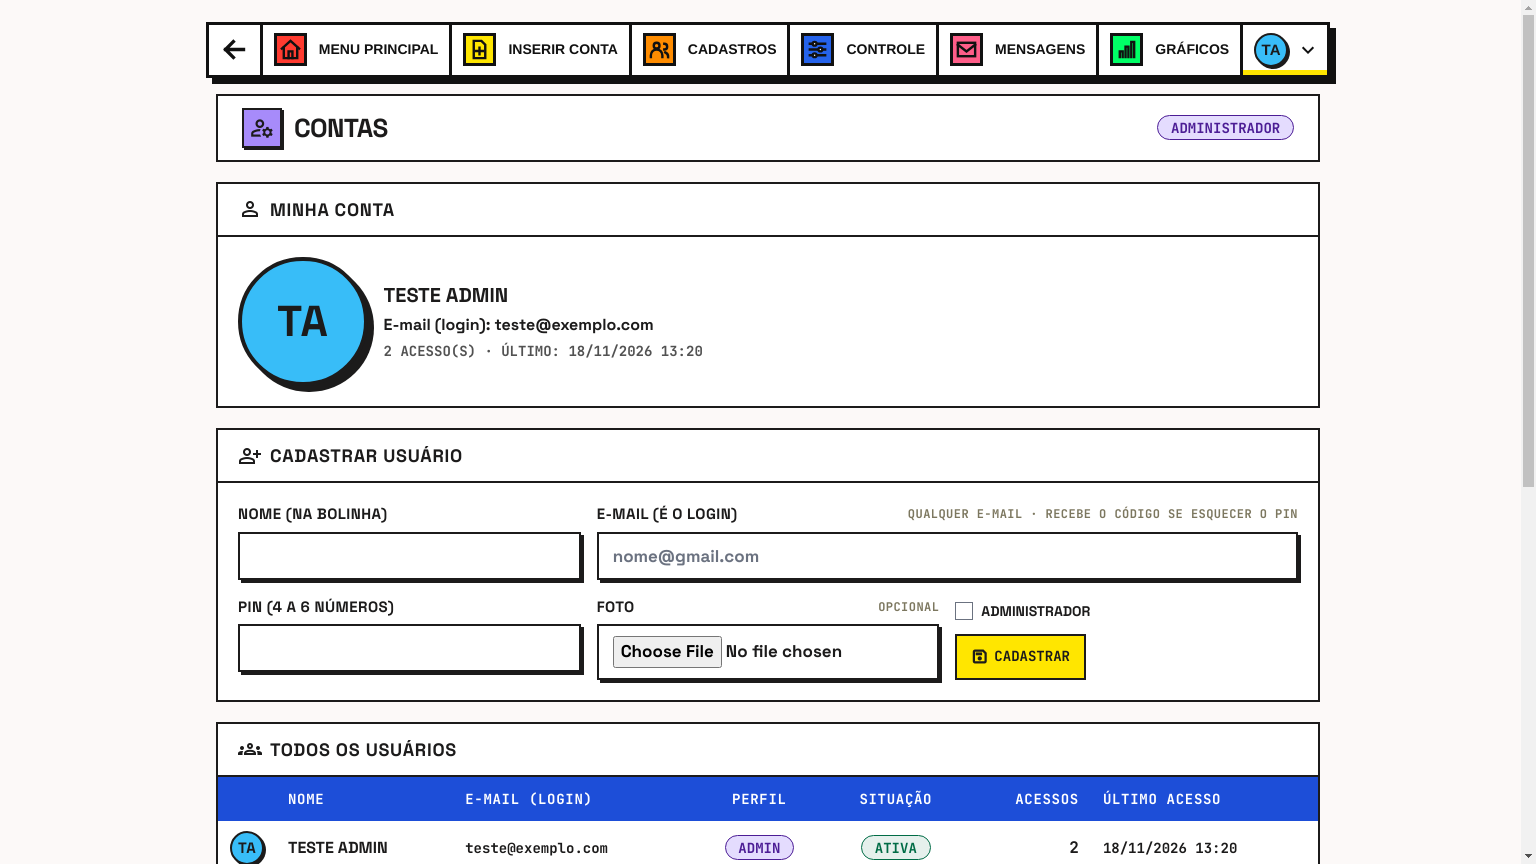 MENU PRINCIPAL INSERIR CONTA CADASTROS CONTROLE MENSAGENS GRÁFICOS TA
CONTAS ADMINISTRADOR
MINHA CONTA
TA
TESTE ADMIN
E-mail (login): teste@exemplo.com
2 ACESSO(S) · ÚLTIMO: 18/11/2026 13:20
CADASTRAR USUÁRIO
NOME (NA BOLINHA) E-MAIL (É O LOGIN) QUALQUER E-MAIL · RECEBE O CÓDIGO SE ESQUECER O PIN
nome@gmail.com
PIN (4 A 6 NÚMEROS) FOTO OPCIONAL ADMINISTRADOR
Choose File No file chosen CADASTRAR
TODOS OS USUÁRIOS
NOME E-MAIL (LOGIN) PERFIL SITUAÇÃO ACESSOS ÚLTIMO ACESSO
TA TESTE ADMIN teste@exemplo.com ADMIN ATIVA 2 18/11/2026 13:20